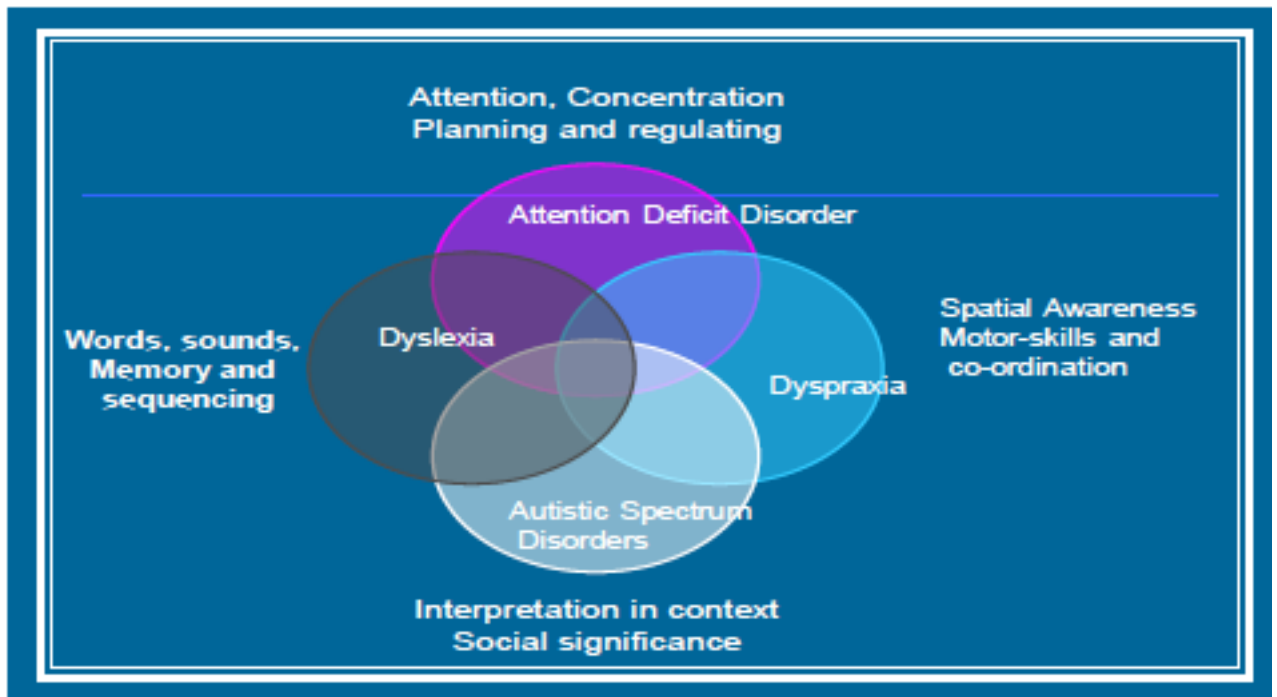 Attention, Concentration
Planning and regulating
Attention Deficit Disorder
Words, sounds,
Memory and
sequencing
Dyslexia
Spatial Awareness
Motor-skills and
co-ordination
Dyspraxia
Autistic Spectrum
Disorders
Interpretation in context
Social significance